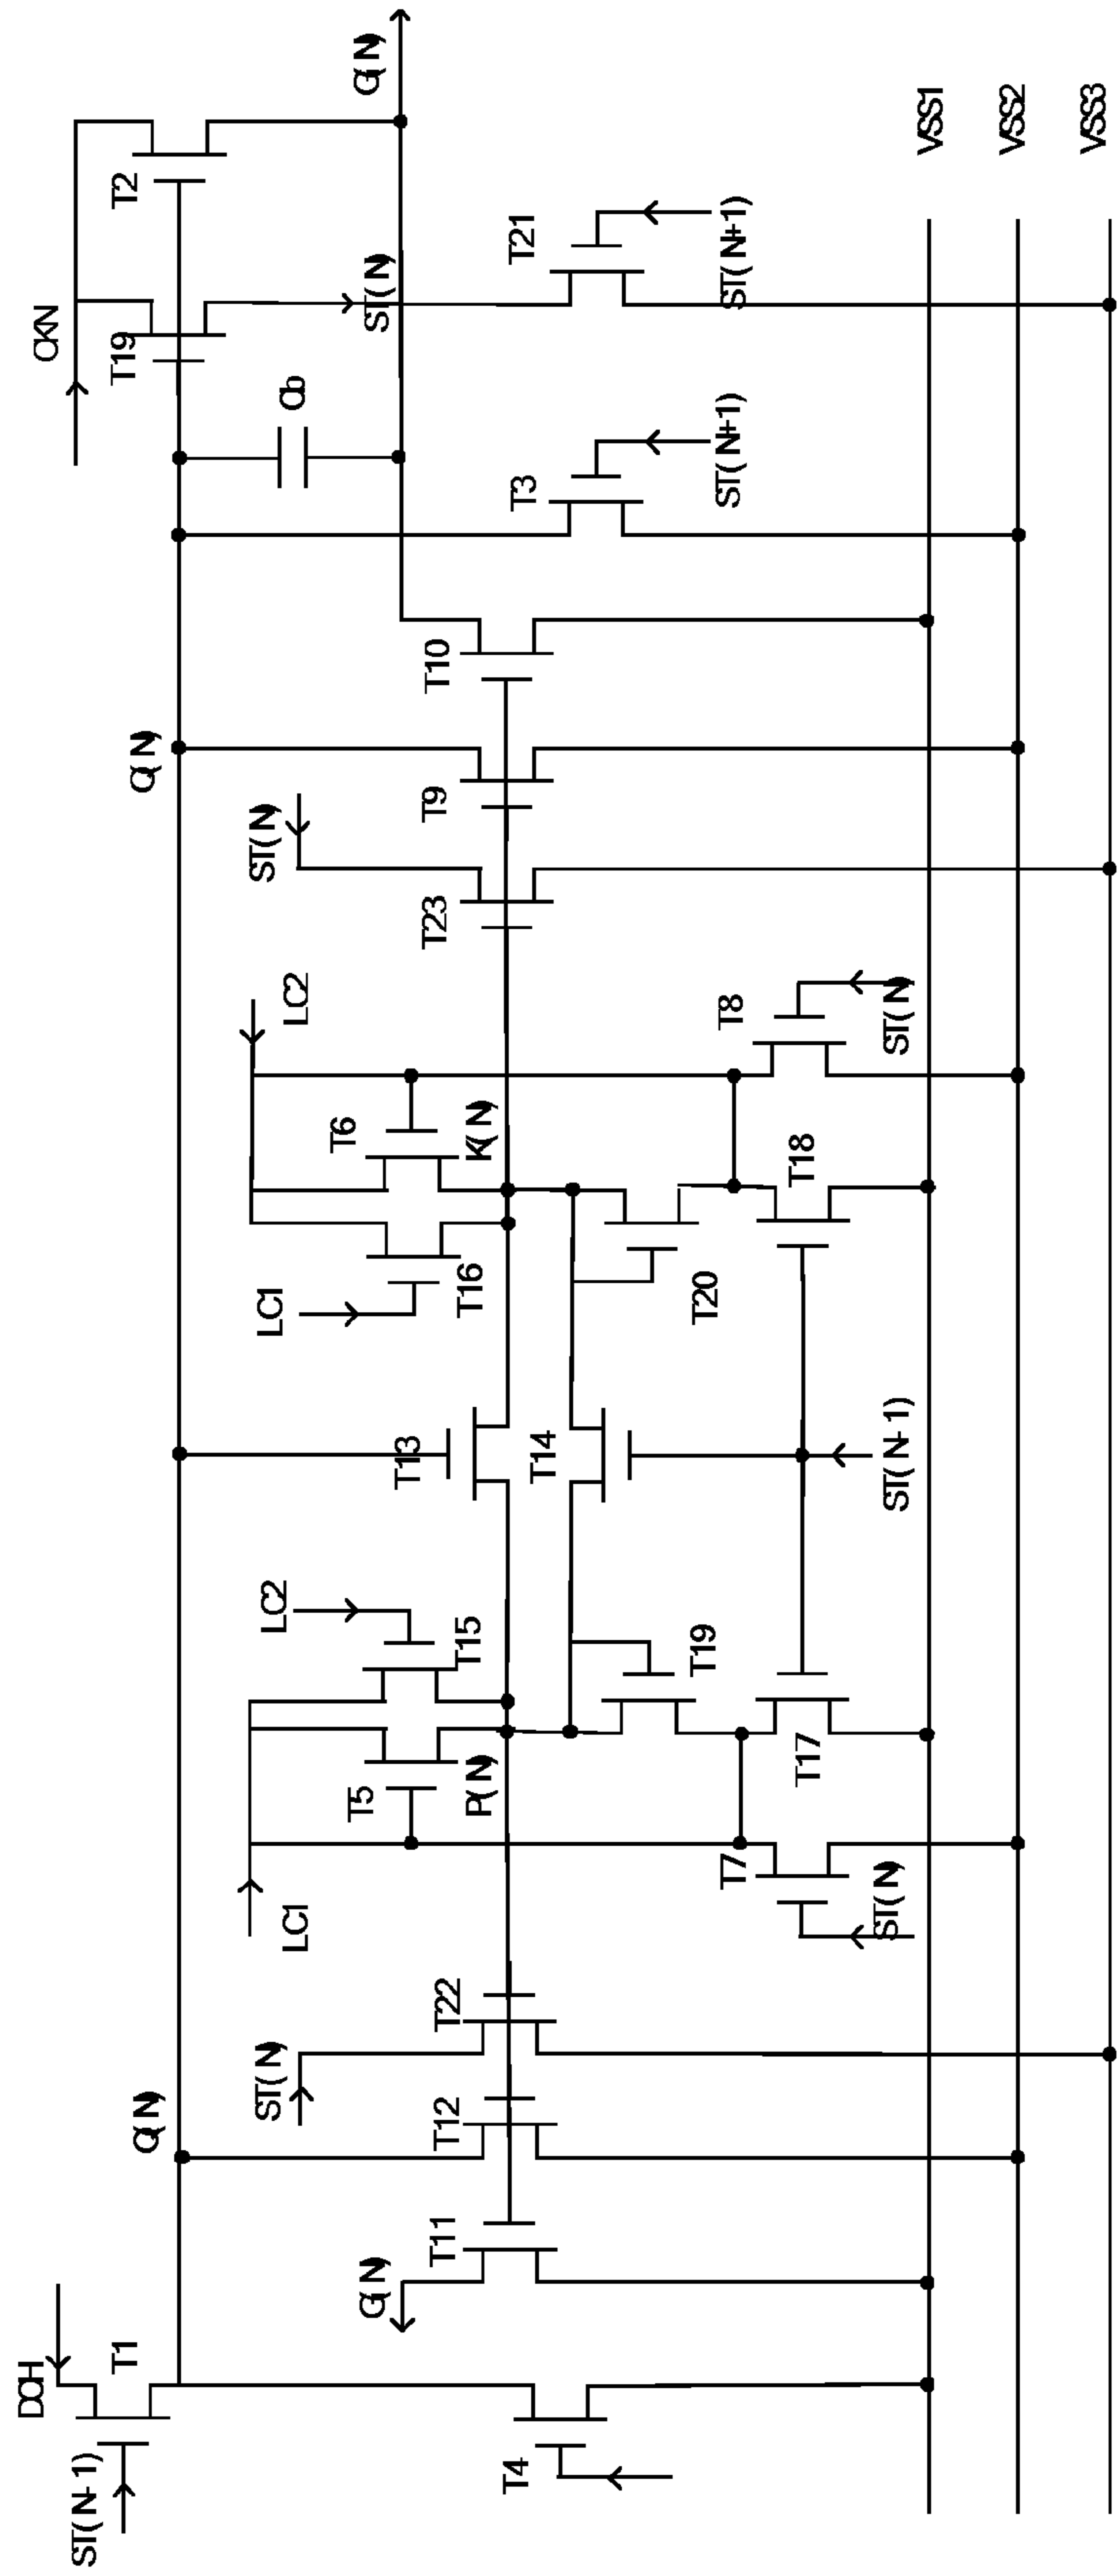 CKN
T19
T2
G(N)
Cb
ST(N)
Q(N)
T3
ST(N+1)
T21
ST(N+1)
VSS1
VSS2
VSS3
T10
T9
ST(N)
T23
LC2
T6
K(N)
T8
ST(N)
T16
LC1
T20
T18
T13
T14
ST(N-1)
LC2
T15
T19
T5
P(N)
T17
LC1
T7
ST(N)
T22
ST(N)
Q(N)
T12
G(N)
T11
DCH
T1
ST(N-1)
T4